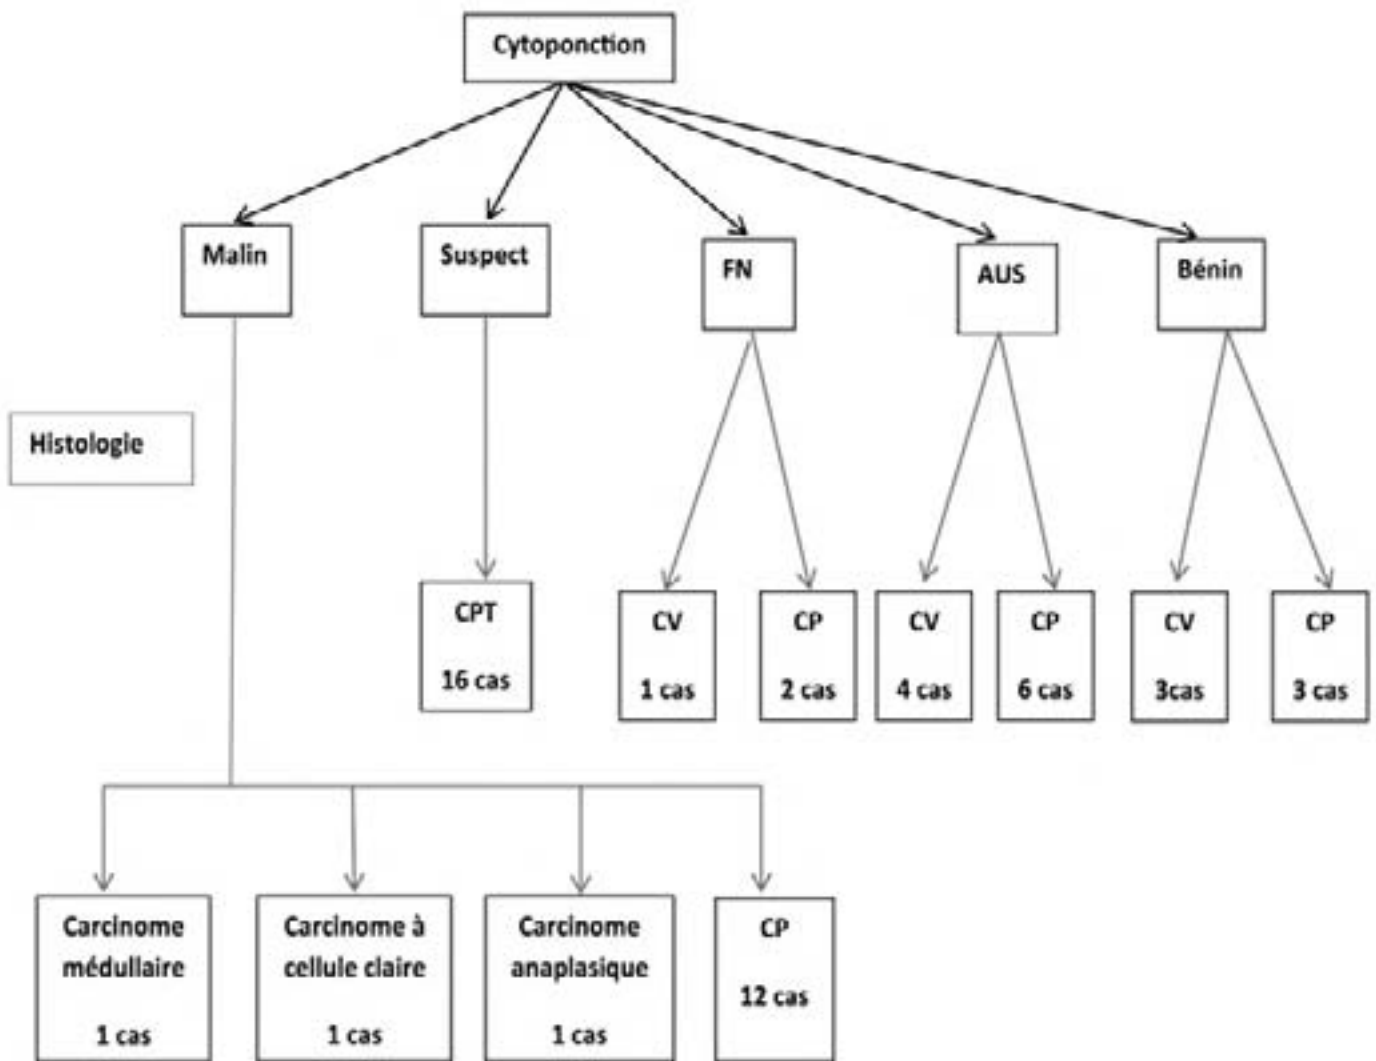 Cytoponction
Malin
Suspect
FN
AUS
Bénin
Histologie
CPT
16 cas
CV
1 cas
CP
2 cas
CV
4 cas
CP
6 cas
CV
3cas
CP
3 cas
Carcinome
médullaire
1 cas
Carcinome à
cellule claire
1 cas
Carcinome
anaplasique
1 cas
CP
12 cas